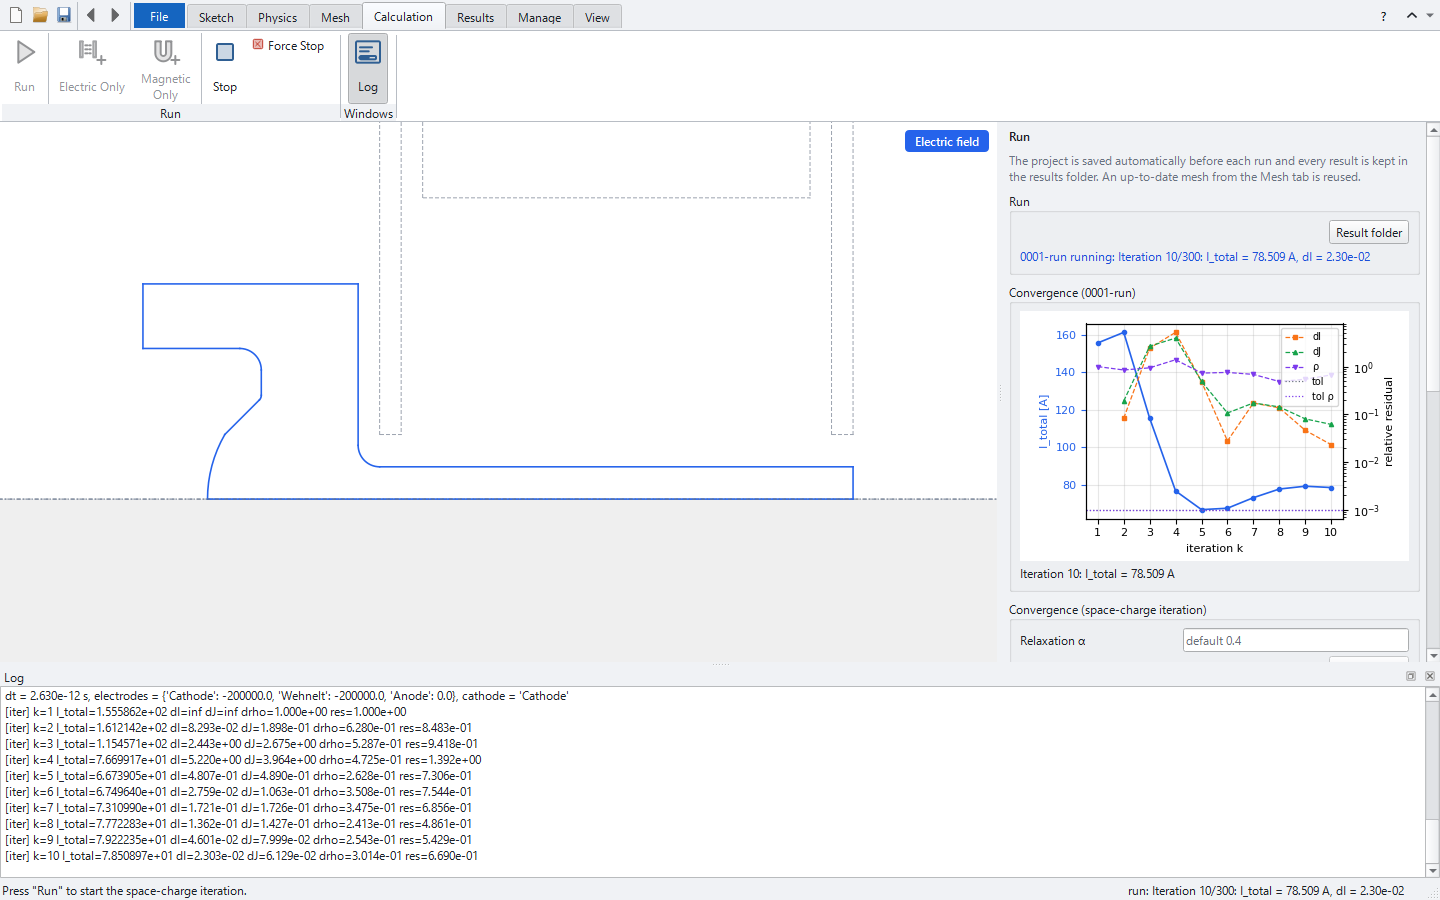 File
Sketch
Physics
Mesh
Calculation
Results
Manage
View
?
Run
Electric Only
Magnetic
Only
Stop
Force Stop
Log
Run
Windows
Electric field
Run
The project is saved automatically before each run and every result is kept in
the results folder. An up-to-date mesh from the Mesh tab is reused.
Run
Result folder
0001-run running: Iteration 10/300: I_total = 78.509 A, dI = 2.30e-02
Convergence (0001-run)
160
140
120
100
80
I_total [A]
dI
dJ
ρ
tol
tol ρ
10⁰
10⁻¹
10⁻²
10⁻³
relative residual
1 2 3 4 5 6 7 8 9 10
iteration k
Iteration 10: I_total = 78.509 A
Convergence (space-charge iteration)
Relaxation α
default 0.4
Log
dt = 2.630e-12 s, electrodes = {'Cathode': -200000.0, 'Wehnelt': -200000.0, 'Anode': 0.0}, cathode = 'Cathode'
[iter] k=1 I_total=1.555862e+02 dI=inf dJ=inf drho=1.000e+00 res=1.000e+00
[iter] k=2 I_total=1.612142e+02 dI=8.293e-02 dJ=1.898e-01 drho=6.280e-01 res=8.483e-01
[iter] k=3 I_total=1.154571e+02 dI=2.443e+00 dJ=2.675e+00 drho=5.287e-01 res=9.418e-01
[iter] k=4 I_total=7.669917e+01 dI=5.220e+00 dJ=3.964e+00 drho=4.725e-01 res=1.392e+00
[iter] k=5 I_total=6.673905e+01 dI=4.807e-01 dJ=4.890e-01 drho=2.628e-01 res=7.306e-01
[iter] k=6 I_total=6.749640e+01 dI=2.759e-02 dJ=1.063e-01 drho=3.508e-01 res=7.544e-01
[iter] k=7 I_total=7.310990e+01 dI=1.721e-01 dJ=1.726e-01 drho=3.475e-01 res=6.856e-01
[iter] k=8 I_total=7.772283e+01 dI=1.362e-01 dJ=1.427e-01 drho=2.413e-01 res=4.861e-01
[iter] k=9 I_total=7.922235e+01 dI=4.601e-02 dJ=7.999e-02 drho=2.543e-01 res=5.429e-01
[iter] k=10 I_total=7.850897e+01 dI=2.303e-02 dJ=6.129e-02 drho=3.014e-01 res=6.690e-01
Press "Run" to start the space-charge iteration.
run: Iteration 10/300: I_total = 78.509 A, dI = 2.30e-02